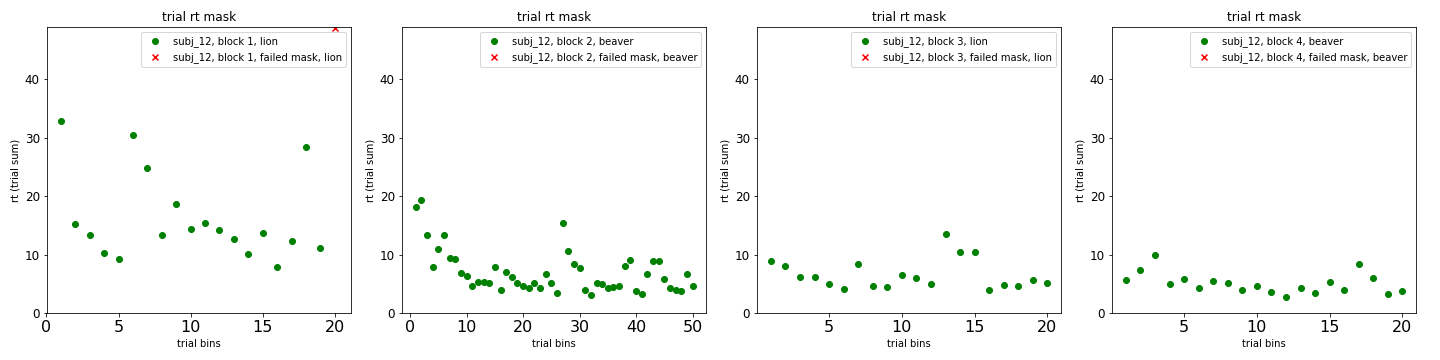 trial rt mask
subj_12, block 1, lion
subj_12, block 1, failed mask, lion
rt (trial sum)
40
30
20
10
0
0 5 10 15 20
trial bins
trial rt mask
subj_12, block 2, beaver
subj_12, block 2, failed mask, beaver
rt (trial sum)
40
30
20
10
0
0 10 20 30 40 50
trial bins
trial rt mask
subj_12, block 3, lion
subj_12, block 3, failed mask, lion
rt (trial sum)
40
30
20
10
0
5 10 15 20
trial bins
trial rt mask
subj_12, block 4, beaver
subj_12, block 4, failed mask, beaver
rt (trial sum)
40
30
20
10
0
5 10 15 20
trial bins